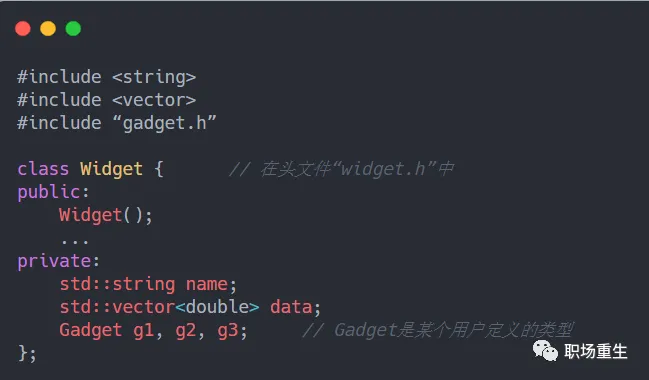 #include <string>
#include <vector>
#include “gadget.h”

class Widget {      // 在头文件“widget.h”中
public:
    Widget();
    ...
private:
    std::string name;
    std::vector<double> data;
    Gadget g1, g2, g3;     // Gadget是某个用户定义的类型
};
职场重生